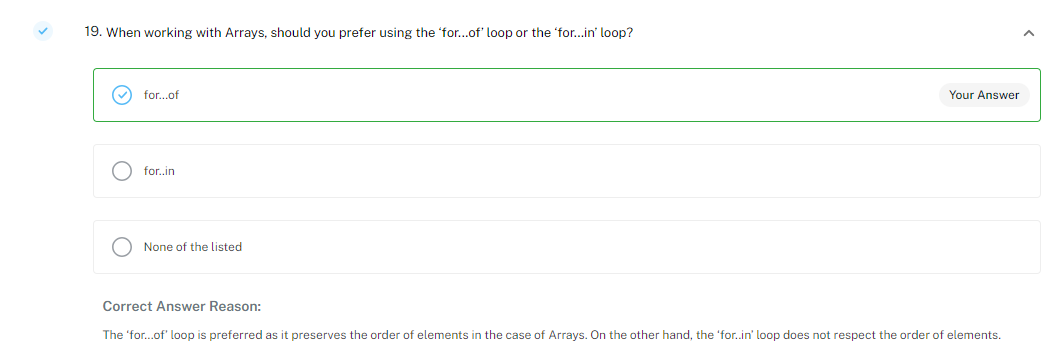 19. When working with Arrays, should you prefer using the ‘for...of’ loop or the ‘for...in’ loop?
for...of
Your Answer
for..in
None of the listed
Correct Answer Reason:
The ‘for...of’ loop is preferred as it preserves the order of elements in the case of Arrays. On the other hand, the ‘for..in’ loop does not respect the order of elements.